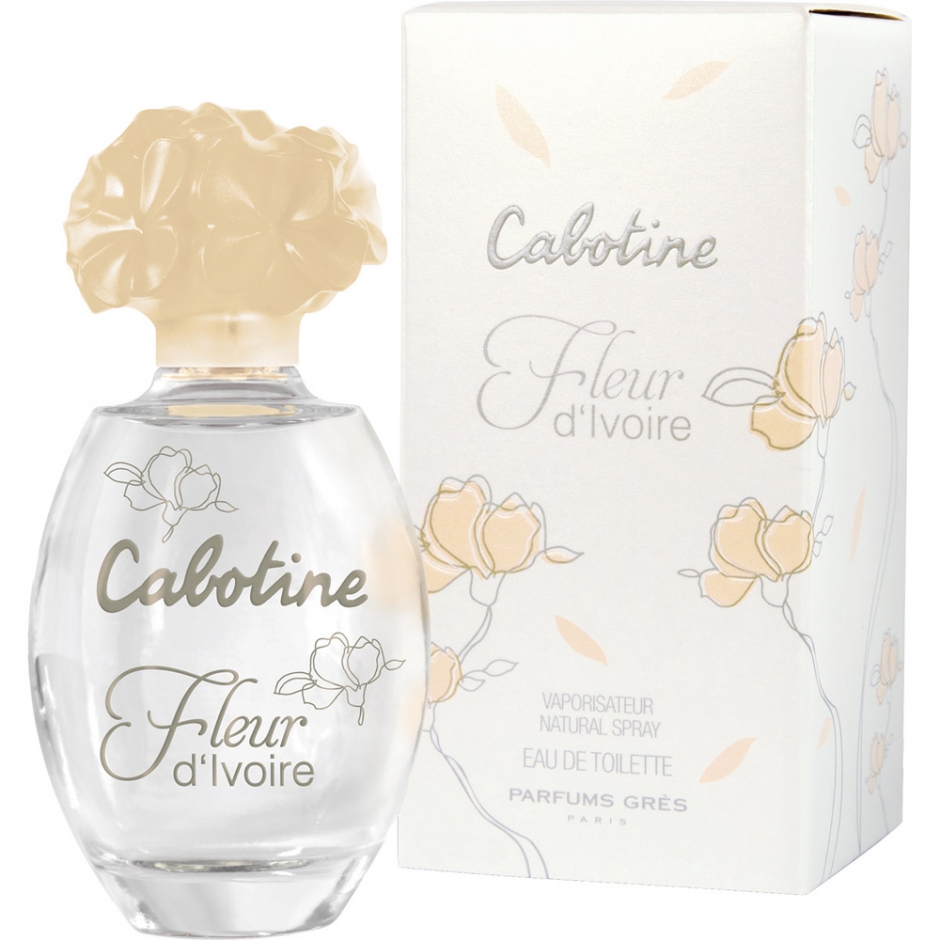 Cabotine
Fleur
d'Ivoire
Cabotine
Fleur
d'Ivoire
VAPORISATEUR
NATURAL SPRAY
EAU DE TOILETTE
PARFUMS GRÈS
PARIS